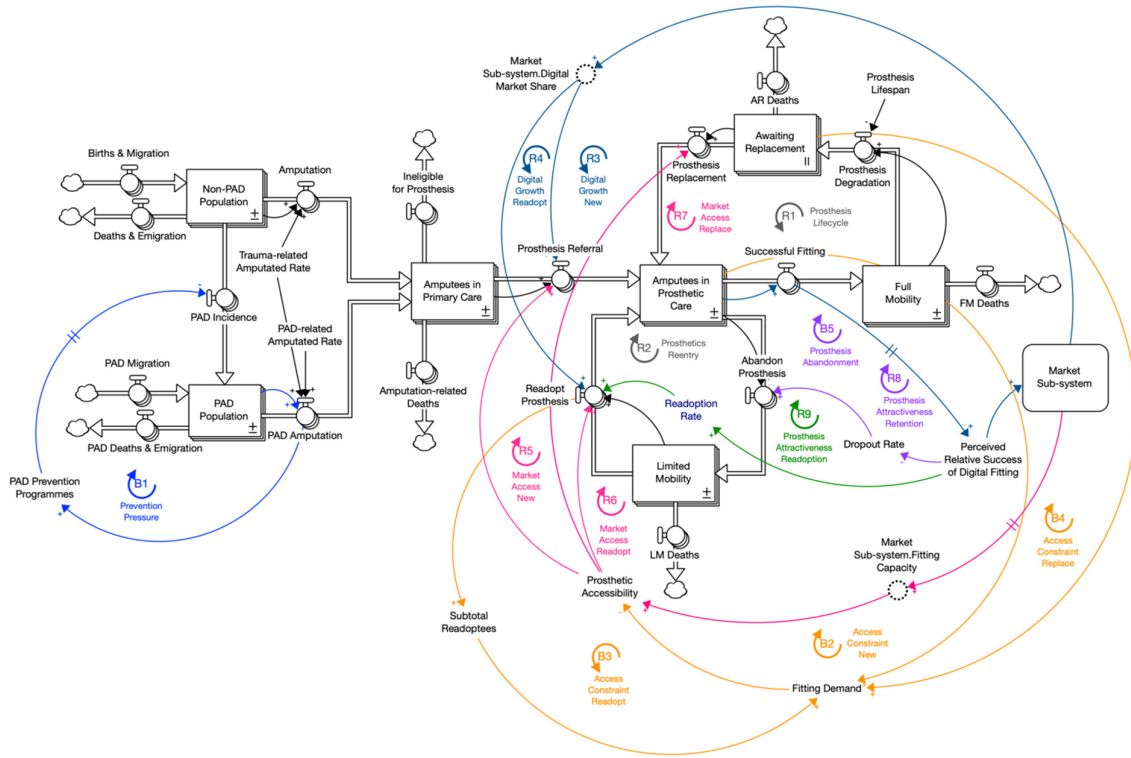 Market
Sub-system.Digital
Market Share
AR Deaths
Prosthesis
Lifespan
Awaiting
Replacement
Prosthesis
Replacement
Prosthesis
Degradation
Births & Migration
Non-PAD
Population
Amputation
Deaths & Emigration
Ineligible
for Prosthesis
R4
Digital
Growth
Readopt
R3
Digital
Growth
New
R7
Market
Access
Replace
R1
Prosthesis
Lifecycle
Trauma-related
Amputated Rate
Prosthesis Referral
Successful Fitting
Amputees in
Primary Care
Amputees in
Prosthetic
Care
Full
Mobility
FM Deaths
PAD Incidence
PAD-related
Amputated Rate
R2
Prosthetics
Reentry
B5
Prosthesis
Abandonment
Abandon
Prosthesis
R8
Prosthesis
Attractiveness
Retention
Market
Sub-system
PAD Migration
PAD
Population
PAD Amputation
PAD Deaths & Emigration
Amputation-related
Deaths
Readopt
Prosthesis
Readoption
Rate
R9
Prosthesis
Attractiveness
Readoption
Dropout Rate
Perceived
Relative Success
of Digital Fitting
PAD Prevention
Programmes
B1
Prevention
Pressure
R5
Market
Access
New
Limited
Mobility
R6
Market
Access
Readopt
LM Deaths
B4
Access
Constraint
Replace
Market
Sub-system.Fitting
Capacity
Prosthetic
Accessibility
Subtotal
Readoptees
B3
Access
Constraint
Readopt
B2
Access
Constraint
New
Fitting Demand